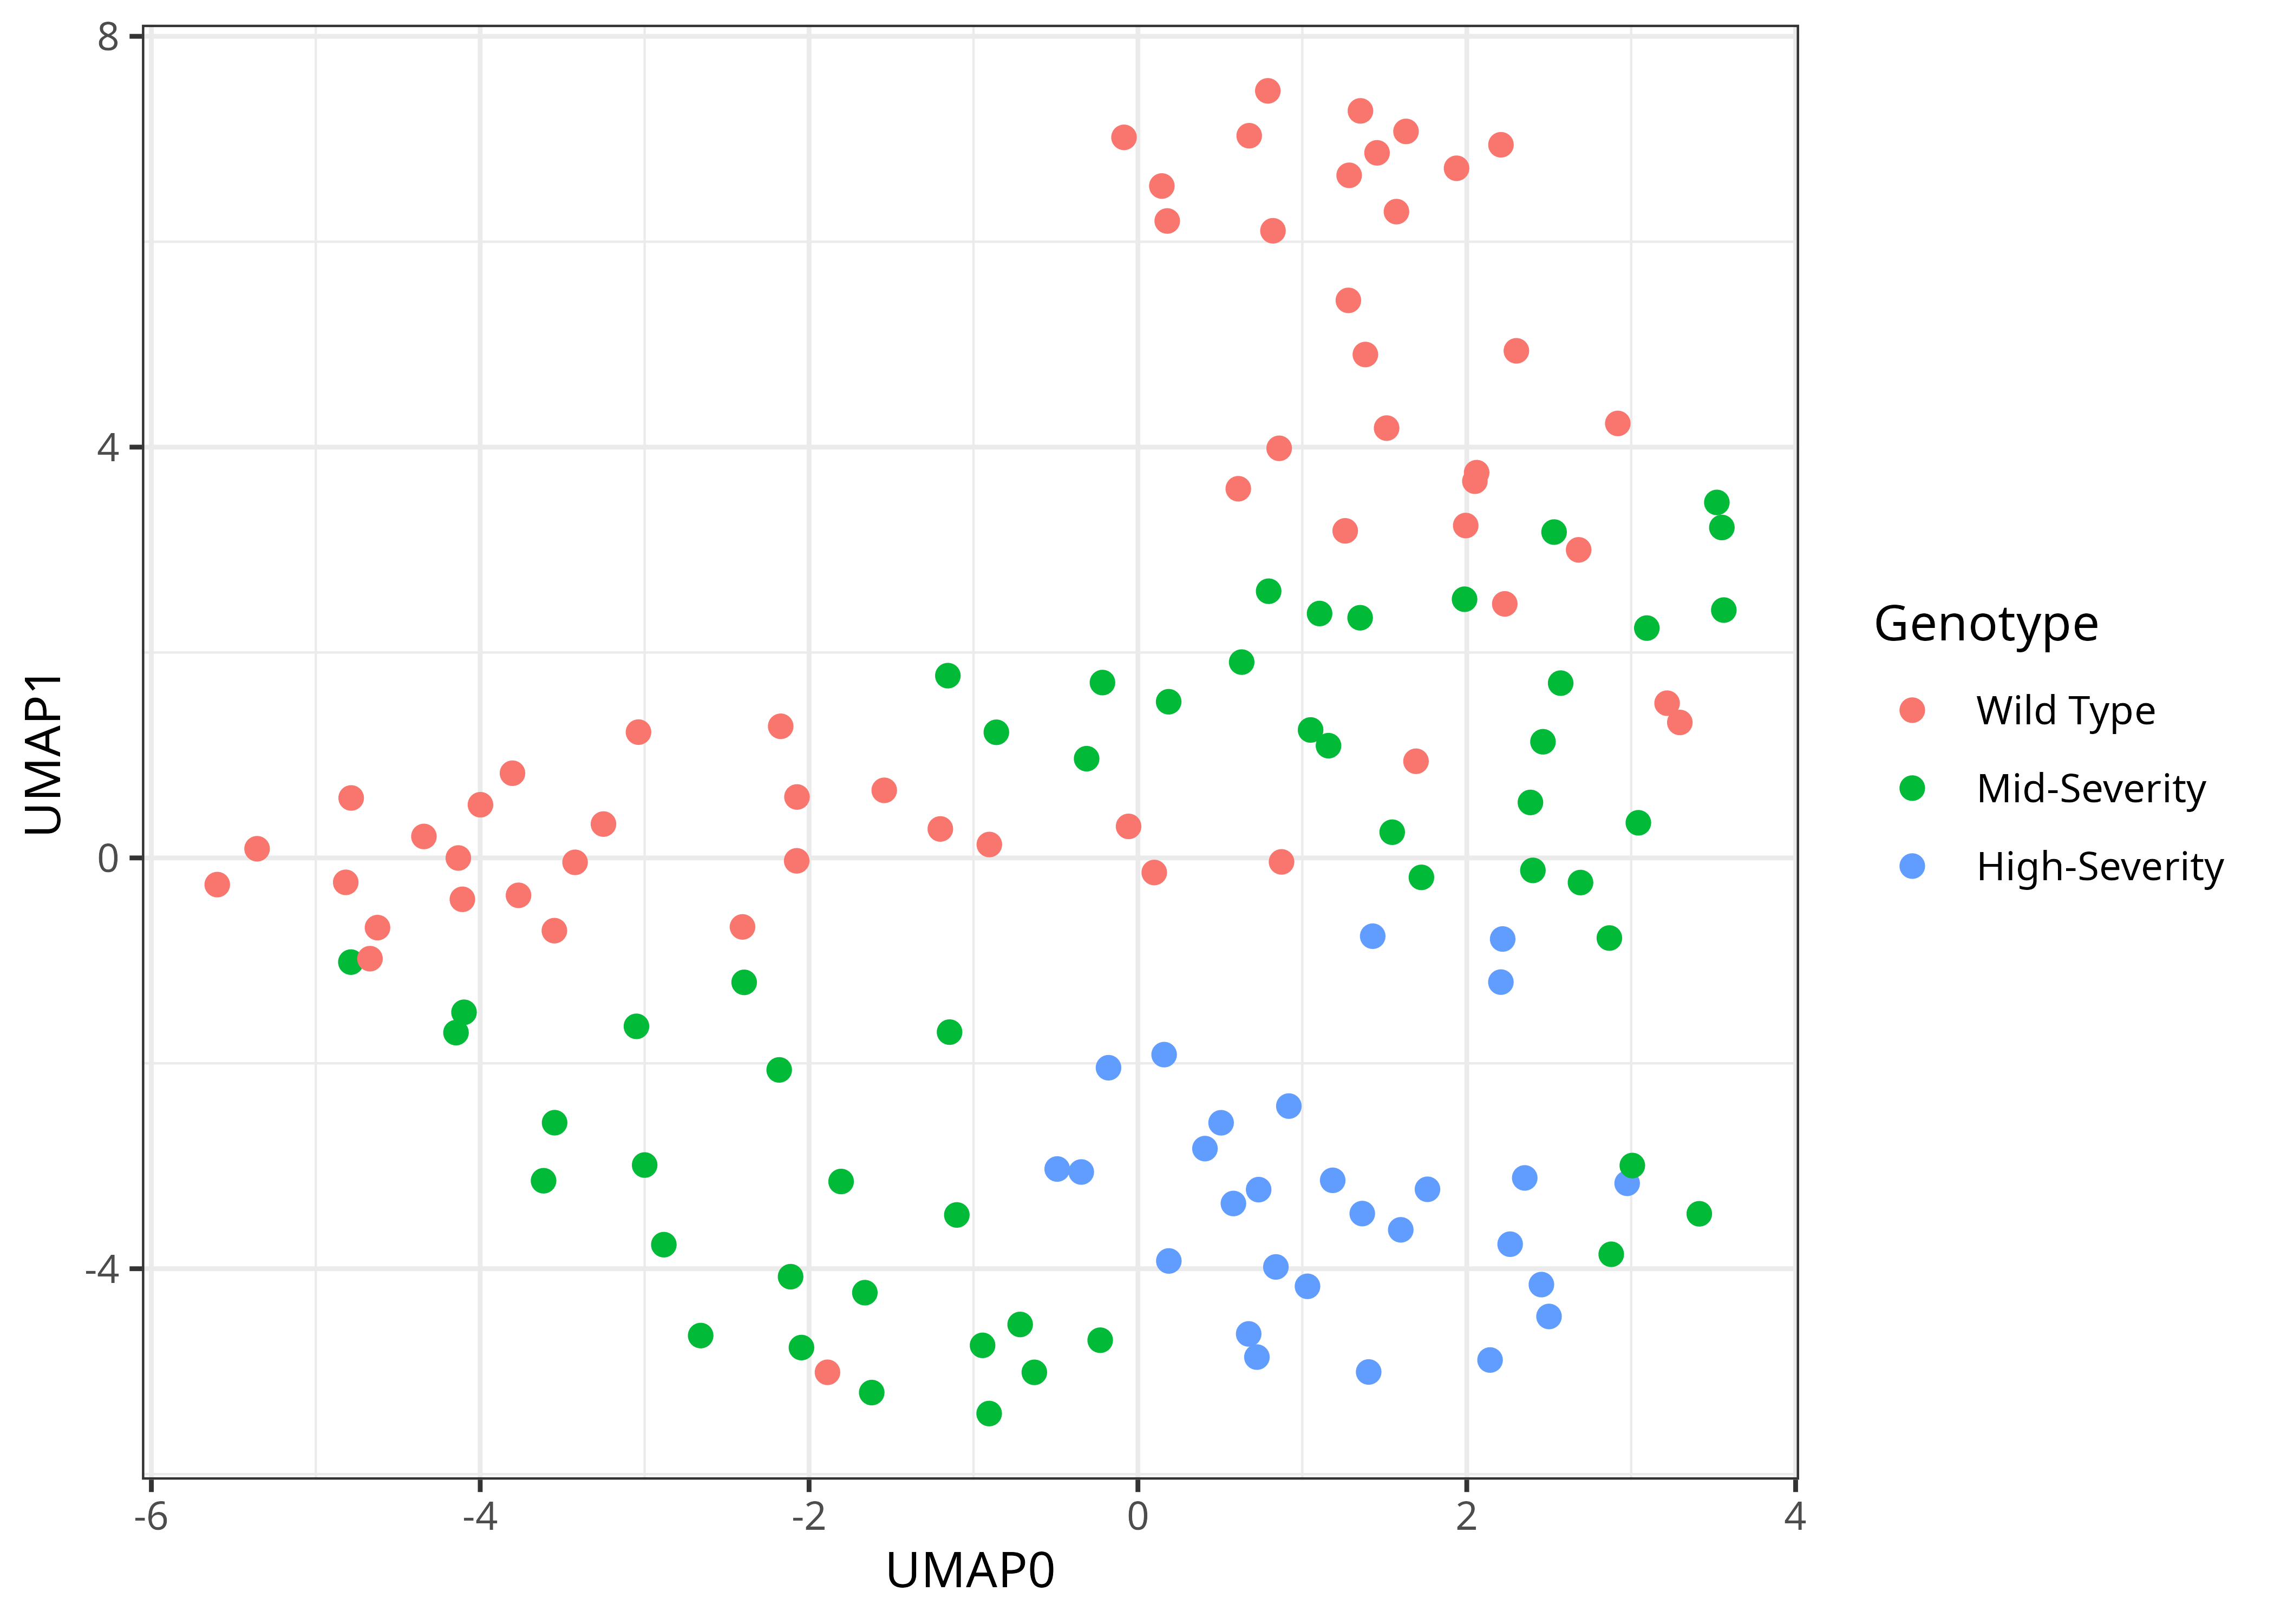 8
4
0
-4
UMAP1
-6 -4 -2 0 2 4
UMAP0
Genotype
Wild Type
Mid-Severity
High-Severity